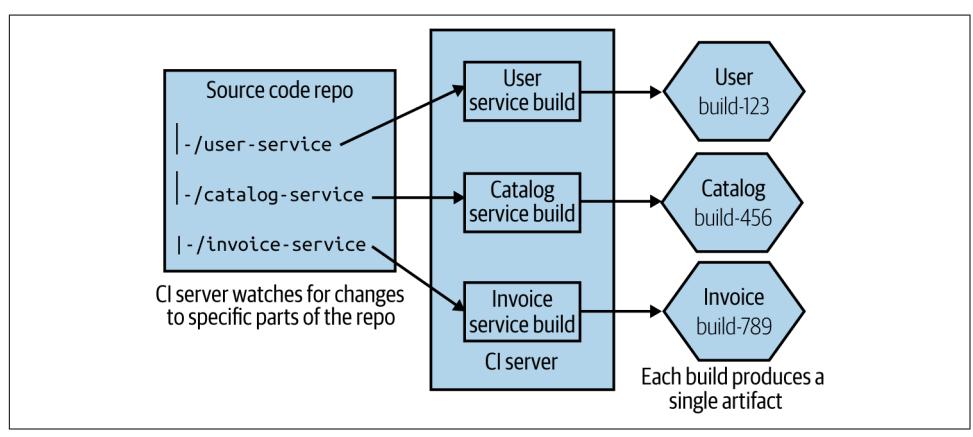 Source code repo
|-/user-service
|-/catalog-service
|-/invoice-service
CI server watches for changes
to specific parts of the repo
User
service build
Catalog
service build
Invoice
service build
CI server
User
build-123
Catalog
build-456
Invoice
build-789
Each build produces a
single artifact